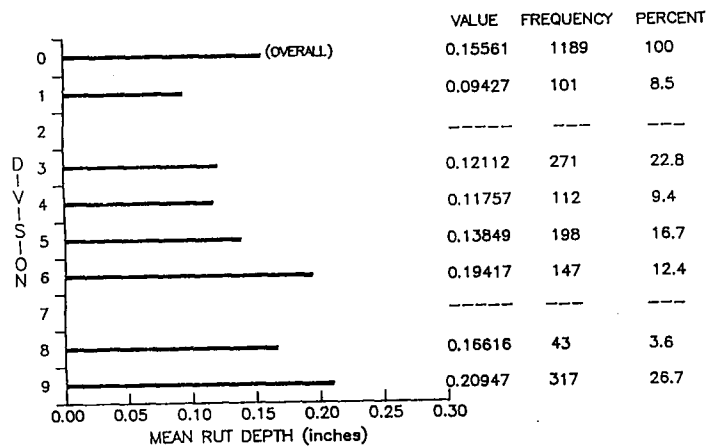 VALUE FREQUENCY PERCENT
0 (OVERALL) 0.15561 1189 100
1 0.09427 101 8.5
2 ----- --- ---
3 0.12112 271 22.8
4 0.11757 112 9.4
5 0.13849 198 16.7
6 0.19417 147 12.4
7 ----- --- ---
8 0.16616 43 3.6
9 0.20947 317 26.7
DIVISION
0.00 0.05 0.10 0.15 0.20 0.25 0.30
MEAN RUT DEPTH (inches)